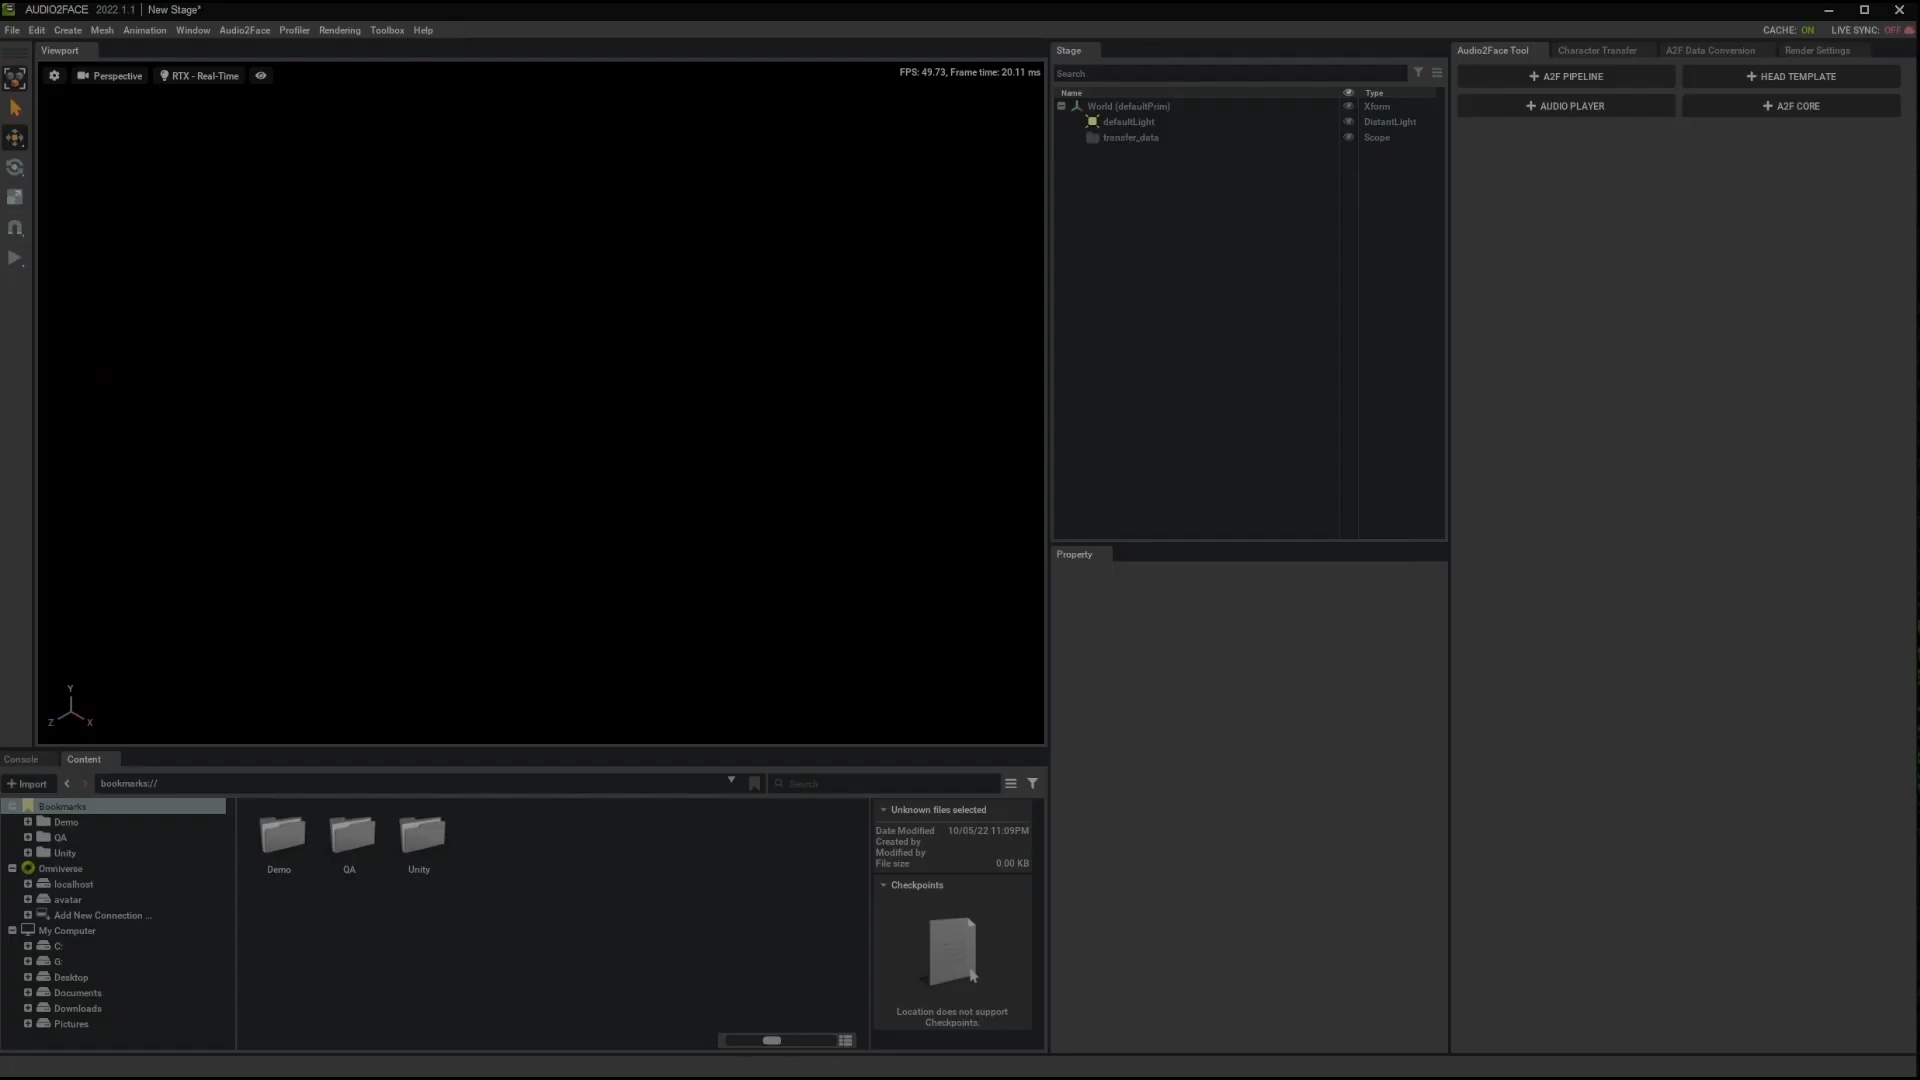 AUDIO2FACE 2022.1.1 | New Stage*
File Edit Create Mesh Animation Window Audio2Face Profiler Rendering Toolbox Help
CACHE: ON LIVE SYNC: OFF
Viewport
Perspective RTX - Real-Time
FPS: 49.73, Frame time: 20.11 ms
Y
Z X
Stage
Search
Name Type
World (defaultPrim) Xform
defaultLight DistantLight
transfer_data Scope
Property
Audio2Face Tool Character Transfer A2F Data Conversion Render Settings
+ A2F PIPELINE + HEAD TEMPLATE
+ AUDIO PLAYER + A2F CORE
Console Content
+ Import bookmarks:// Search
Bookmarks
Demo
QA
Unity
Omniverse
localhost
avatar
Add New Connection ...
My Computer
C:
G:
Desktop
Documents
Downloads
Pictures
Demo QA Unity
Unknown files selected
Date Modified 10/05/22 11:09PM
Created by
Modified by
File size 0.00 KB
Checkpoints
Location does not support
Checkpoints.